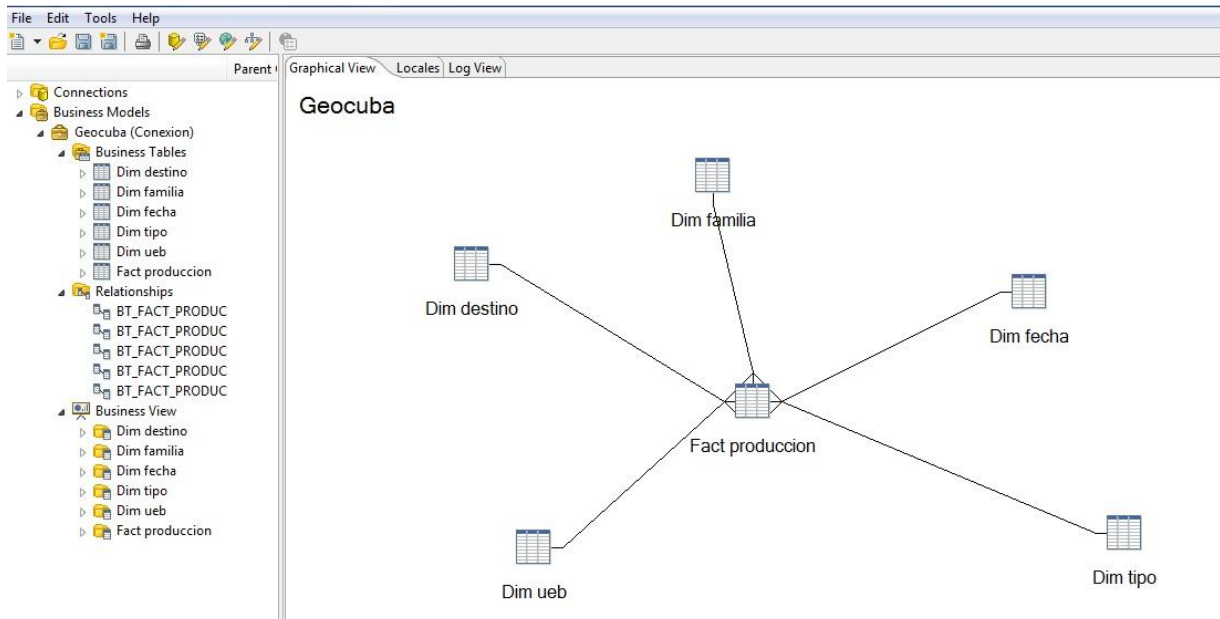 File Edit Tools Help
Parent
Graphical View Locales Log View
Connections
Business Models
Geocuba (Conexion)
Business Tables
Dim destino
Dim familia
Dim fecha
Dim tipo
Dim ueb
Fact produccion
Relationships
BT_FACT_PRODUC
BT_FACT_PRODUC
BT_FACT_PRODUC
BT_FACT_PRODUC
BT_FACT_PRODUC
Business View
Dim destino
Dim familia
Dim fecha
Dim tipo
Dim ueb
Fact produccion
Geocuba
Dim familia
Dim destino
Dim fecha
Fact produccion
Dim tipo
Dim ueb